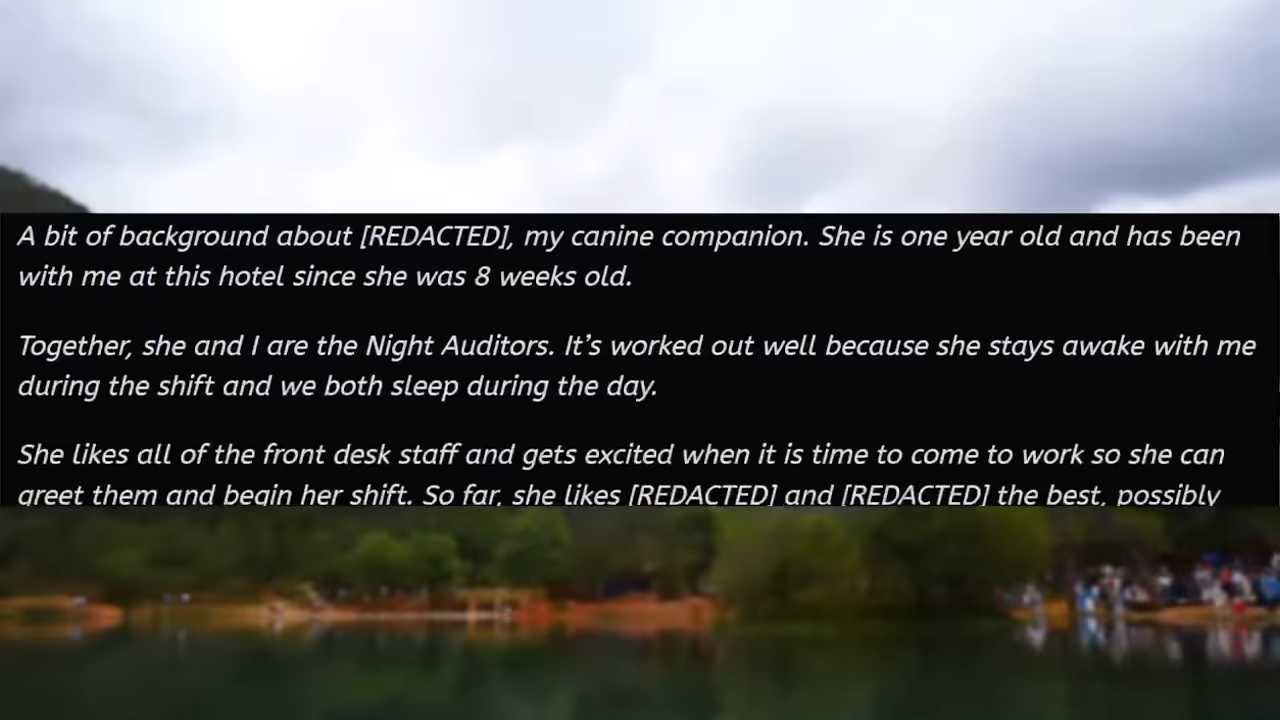 A bit of background about [REDACTED], my canine companion. She is one year old and has been
with me at this hotel since she was 8 weeks old.
Together, she and I are the Night Auditors. It’s worked out well because she stays awake with me
during the shift and we both sleep during the day.
She likes all of the front desk staff and gets excited when it is time to come to work so she can
greet them and begin her shift. So far, she likes [REDACTED] and [REDACTED] the best, possibly